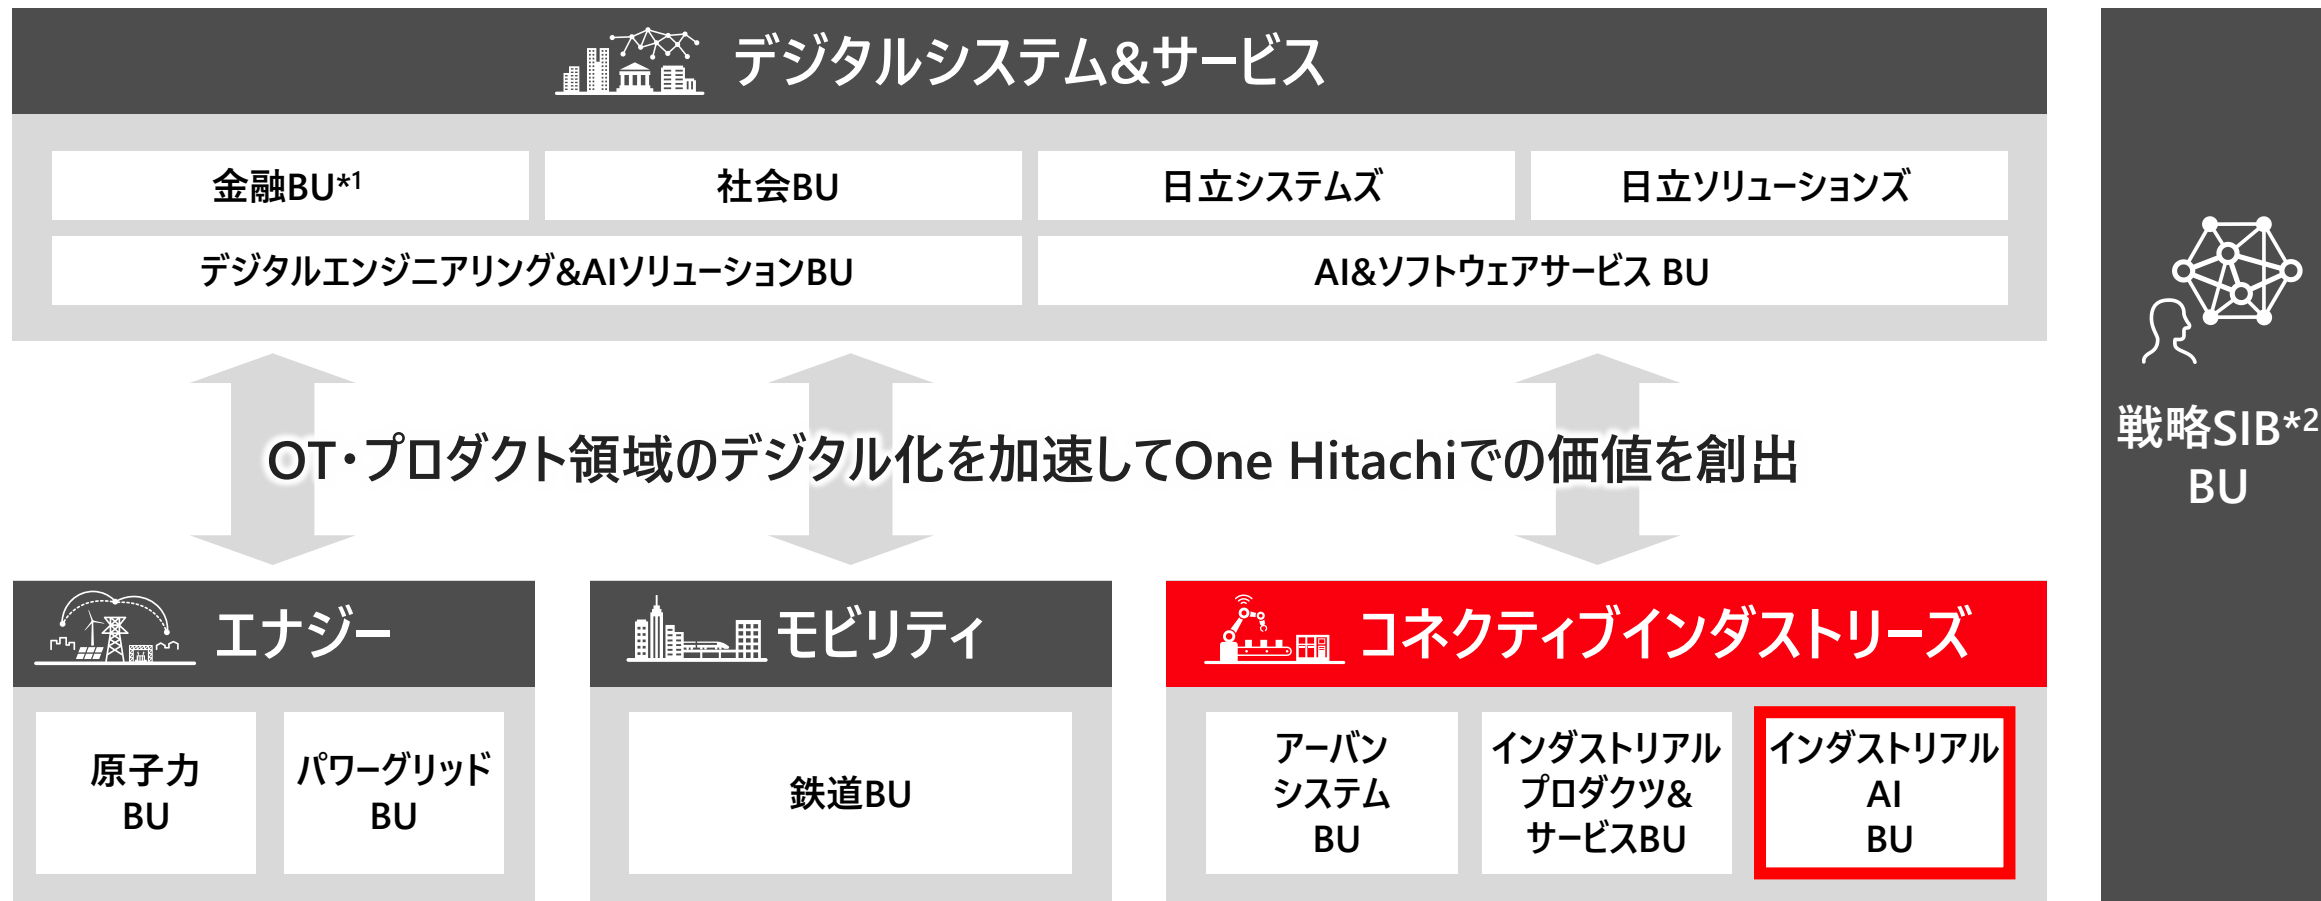 デジタルシステム&サービス
金融BU*1
社会BU
日立システムズ
日立ソリューションズ
デジタルエンジニアリング&AIソリューションBU
AI&ソフトウェアサービス BU
OT・プロダクト領域のデジタル化を加速してOne Hitachiでの価値を創出
エナジー
原子力
BU
パワーグリッド
BU
モビリティ
鉄道BU
コネクティブインダストリーズ
アーバン
システム
BU
インダストリアル
プロダクツ&
サービスBU
インダストリアル
AI
BU
戦略SIB*2
BU